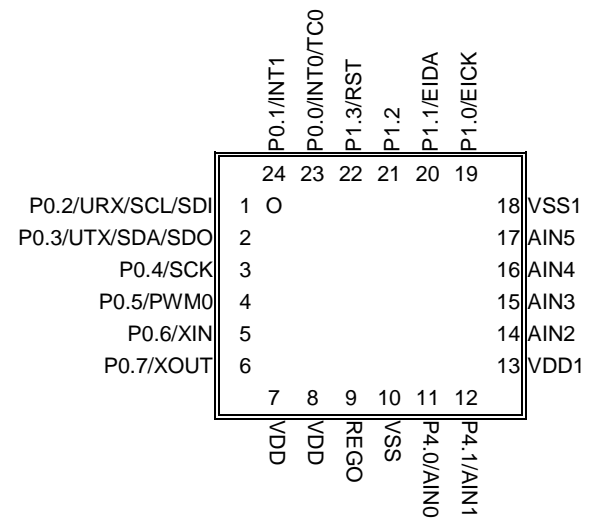 P0.1/INT1
P0.0/INT0/TC0
P1.3/RST
P1.2
P1.1/EIDA
P1.0/EICK
24 23 22 21 20 19
P0.2/URX/SCL/SDI 1 O 18 VSS1
P0.3/UTX/SDA/SDO 2 17 AIN5
P0.4/SCK 3 16 AIN4
P0.5/PWM0 4 15 AIN3
P0.6/XIN 5 14 AIN2
P0.7/XOUT 6 13 VDD1
7 8 9 10 11 12
VDD
VDD
REGO
VSS
P4.0/AIN0
P4.1/AIN1